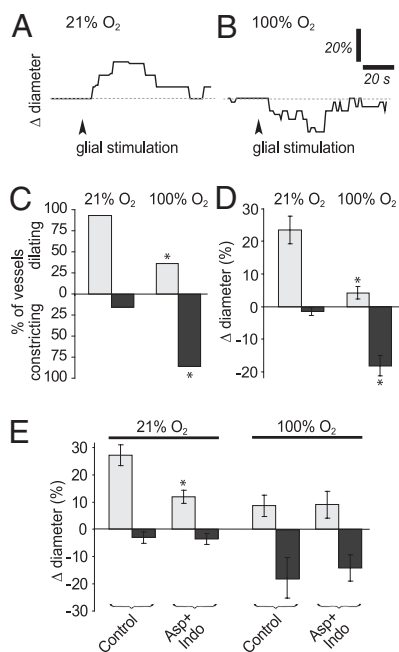 A 21% O₂
B 100% O₂
20%
20 s
Δ diameter
glial stimulation
glial stimulation
C 21% O₂ 100% O₂
% of vessels
constricting dilating
100
75
50
25
0
25
50
75
100
*
*
D 21% O₂ 100% O₂
Δ diameter (%)
30
20
10
0
-10
-20
*
*
E 21% O₂ 100% O₂
Δ diameter (%)
30
20
10
0
-10
-20
-30
*
Control
Asp+
Indo
Control
Asp+
Indo